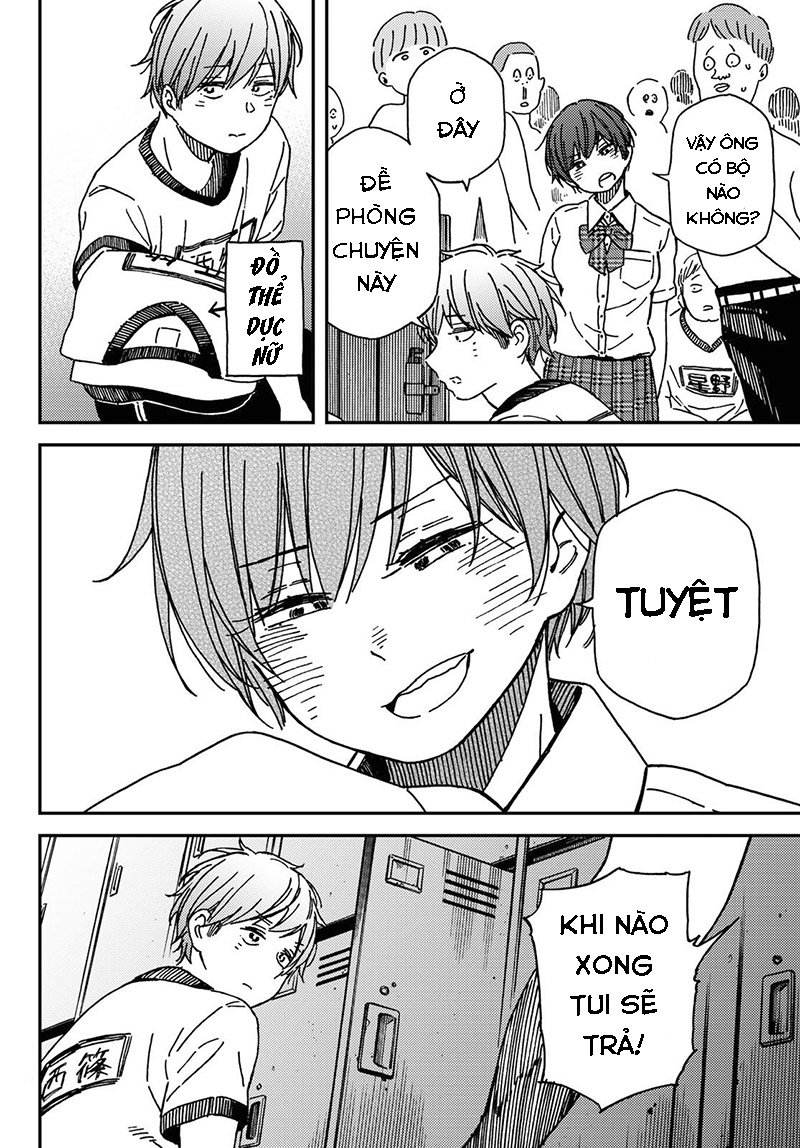 VẬY ÔNG
CÓ BỘ
NÀO
KHÔNG?
Ở
ĐÂY
ĐỀ
PHÒNG
CHUYỆN
NÀY
星野
ĐỒ
THỂ
DỤC
NỮ
TUYỆT
KHI NÀO
XONG
TUI SẼ
TRẢ!
西篠